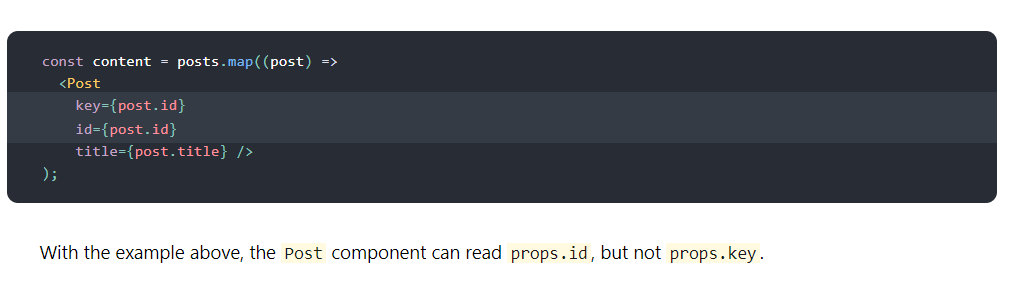 const content = posts.map((post) =>
  <Post
    key={post.id}
    id={post.id}
    title={post.title} />
);
With the example above, the Post component can read props.id, but not props.key.